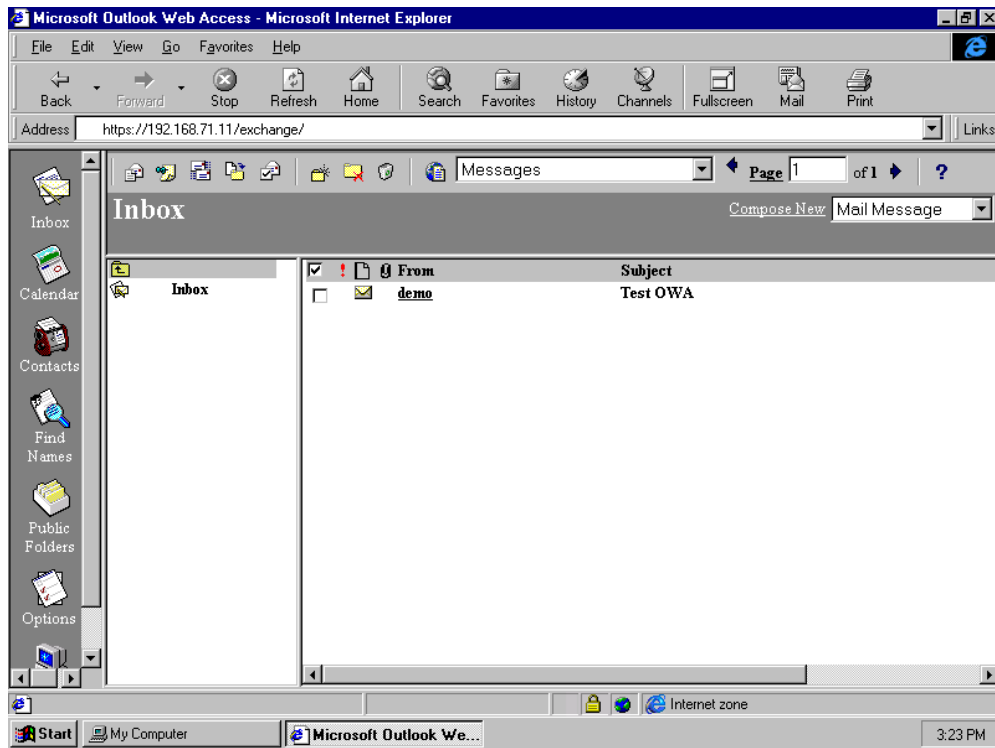 Microsoft Outlook Web Access - Microsoft Internet Explorer
File Edit View Go Favorites Help
Back Forward Stop Refresh Home Search Favorites History Channels Fullscreen Mail Print
Address https://192.168.71.11/exchange/ Links
Messages Page 1 of 1 ?
Inbox Inbox Compose New Mail Message
Calendar
Contacts
Find
Names
Public
Folders
Options
! From Subject
Inbox demo Test OWA
Internet zone
Start My Computer Microsoft Outlook We... 3:23 PM